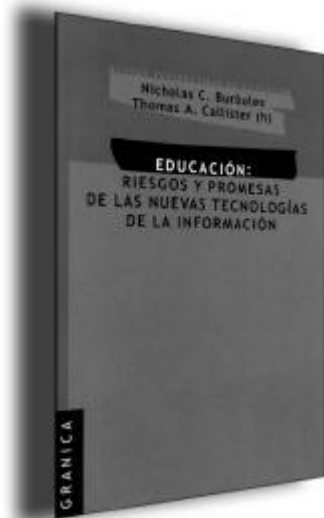 Nicholas C. Burbules
Thomas A. Callister (h)
EDUCACIÓN:
RIESGOS Y PROMESAS
DE LAS NUEVAS TECNOLOGÍAS
DE LA INFORMACIÓN
GRANICA